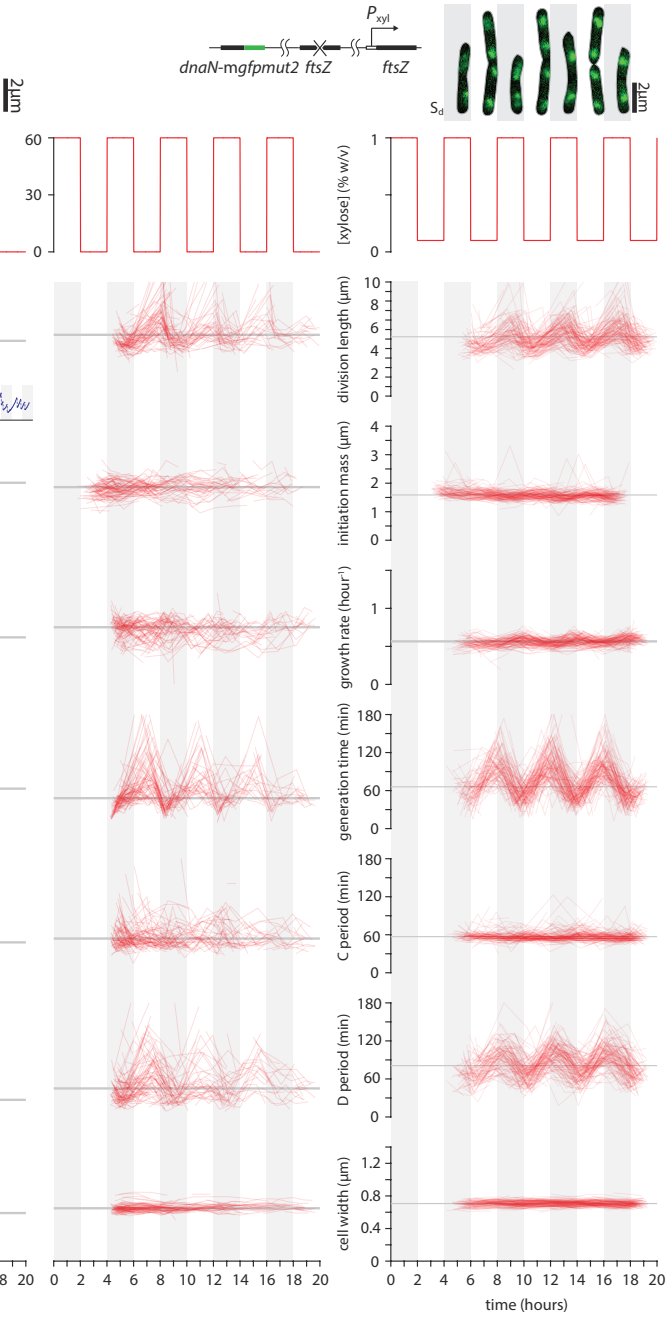 P_xyl
dnaN-mgfpmut2 ftsZ ftsZ
2μm
S_d
2μm
60
30
0
[xylose] (% w/v)
1
0
division length (μm)
10
8
6
4
2
0
initiation mass (μm)
4
3
2
1
0
growth rate (hour⁻¹)
1
0
generation time (min)
180
120
60
0
C period (min)
180
120
60
0
D period (min)
180
120
60
0
cell width (μm)
1.2
0.8
0.4
0
8 20
0 2 4 6 8 10 12 14 16 18 20
0 2 4 6 8 10 12 14 16 18 20
time (hours)